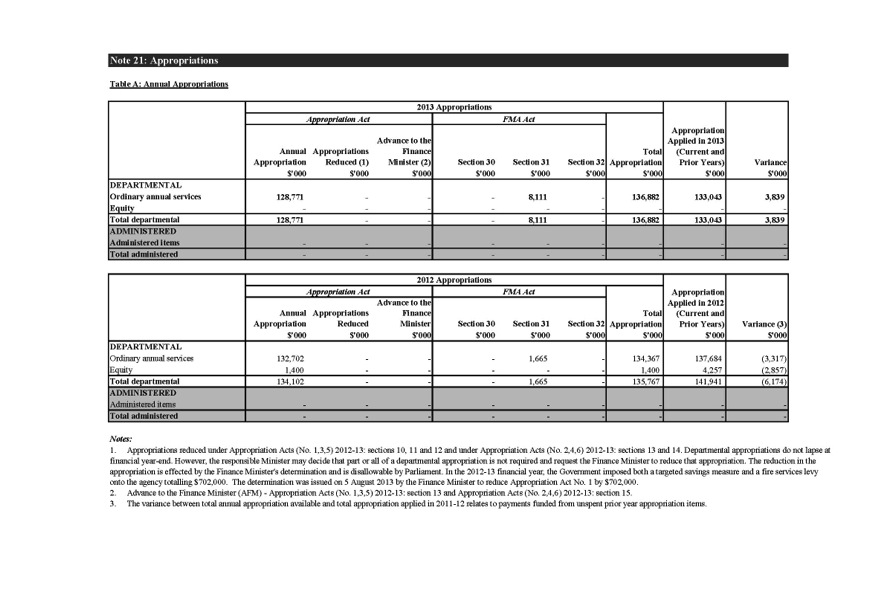 Note 21: Appropriations
Table A: Annual Appropriations
2013 Appropriations
Appropriation Act FMA Act
Annual Appropriation $'000 Appropriations Reduced (1) $'000 Advance to the Finance Minister (2) $'000 Section 30 $'000 Section 31 $'000 Section 32 $'000 Total Appropriation $'000 Appropriation Applied in 2013 (Current and Prior Years) $'000 Variance $'000
DEPARTMENTAL
Ordinary annual services 128,771 - - - 8,111 - 136,882 133,043 3,839
Equity - - - - - - - - -
Total departmental 128,771 - - - 8,111 - 136,882 133,043 3,839
ADMINISTERED
Administered items - - - - - - - - -
Total administered - - - - - - - - -
2012 Appropriations
Appropriation Act FMA Act
Annual Appropriation $'000 Appropriations Reduced $'000 Advance to the Finance Minister $'000 Section 30 $'000 Section 31 $'000 Section 32 $'000 Total Appropriation $'000 Appropriation Applied in 2012 (Current and Prior Years) $'000 Variance (3) $'000
DEPARTMENTAL
Ordinary annual services 132,702 - - - 1,665 - 134,367 137,684 (3,317)
Equity 1,400 - - - - - 1,400 4,257 (2,857)
Total departmental 134,102 - - - 1,665 - 135,767 141,941 (6,174)
ADMINISTERED
Administered items - - - - - - - - -
Total administered - - - - - - - - -
Notes:
1. Appropriations reduced under Appropriation Acts (No. 1,3,5) 2012-13: sections 10, 11 and 12 and under Appropriation Acts (No. 2,4,6) 2012-13: sections 13 and 14. Departmental appropriations do not lapse at
financial year-end. However, the responsible Minister may decide that part or all of a departmental appropriation is not required and request the Finance Minister to reduce that appropriation. The reduction in the
appropriation is effected by the Finance Minister's determination and is disallowable by Parliament. In the 2012-13 financial year, the Government imposed both a targeted savings measure and a fire services levy
onto the agency totalling $702,000. The determination was issued on 5 August 2013 by the Finance Minister to reduce Appropriation Act No. 1 by $702,000.
2. Advance to the Finance Minister (AFM) - Appropriation Acts (No. 1,3,5) 2012-13: section 13 and Appropriation Acts (No. 2,4,6) 2012-13: section 15.
3. The variance between total annual appropriation available and total appropriation applied in 2011-12 relates to payments funded from unspent prior year appropriation items.